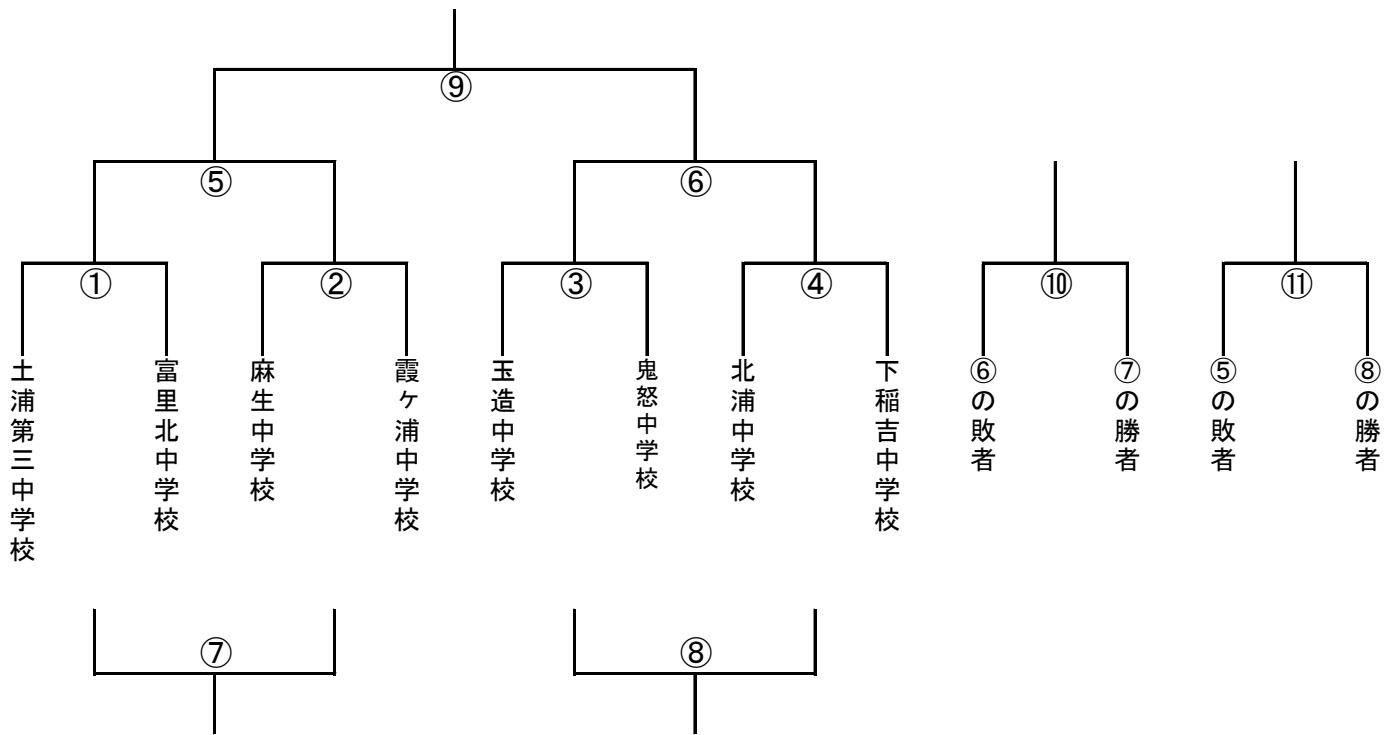 ⑨
⑤
⑥
①
②
③
④
⑩
⑪
土浦第三中学校
富里北中学校
麻生中学校
霞ヶ浦中学校
玉造中学校
鬼怒中学校
北浦中学校
下稲吉中学校
⑥の敗者
⑦の勝者
⑤の敗者
⑧の勝者
⑦
⑧